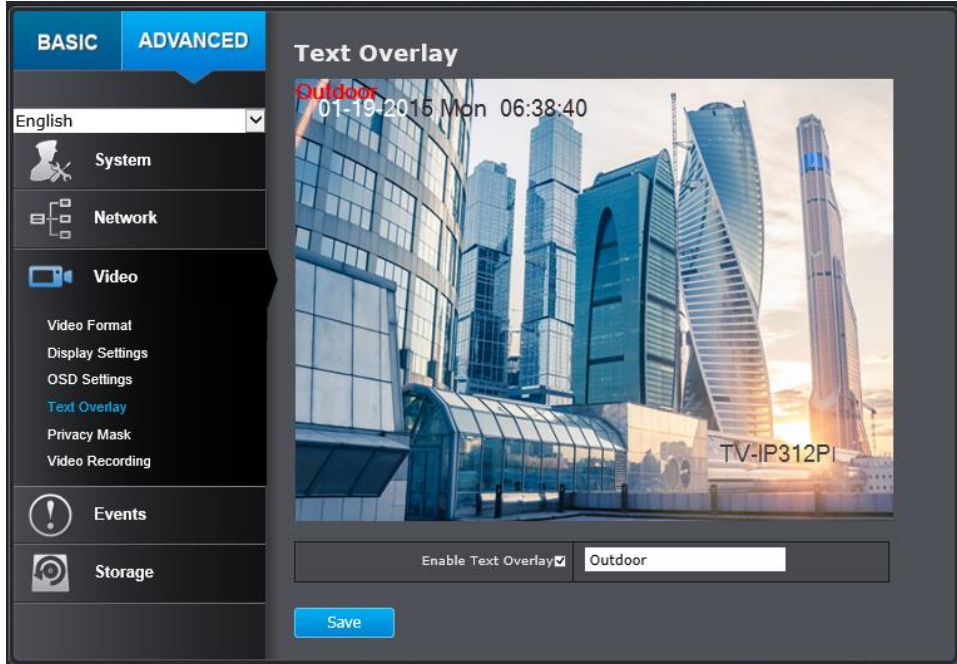 BASIC ADVANCED
English
System
Network
Video
Video Format
Display Settings
OSD Settings
Text Overlay
Privacy Mask
Video Recording
Events
Storage
Text Overlay
Outdoor
01-19-2015 Mon 06:38:40
TV-IP312PI
Enable Text Overlay Outdoor
Save